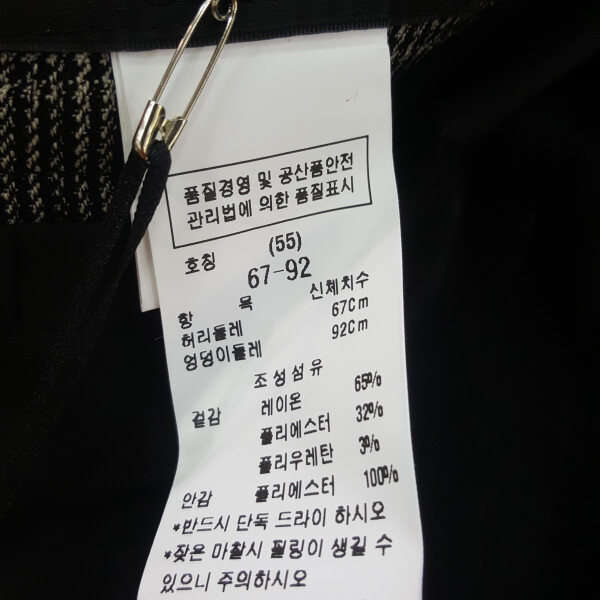 품질경영 및 공산품안전
관리법에 의한 품질표시
호칭 (55)
67-92
항 목 신체치수
허리둘레 67Cm
엉덩이둘레 92Cm
조성섬유
겉감 레이온 65%
폴리에스터 32%
폴리우레탄 3%
안감 폴리에스터 100%
*반드시 단독 드라이 하시오
*잦은 마찰시 필링이 생길 수
있으니 주의하시오